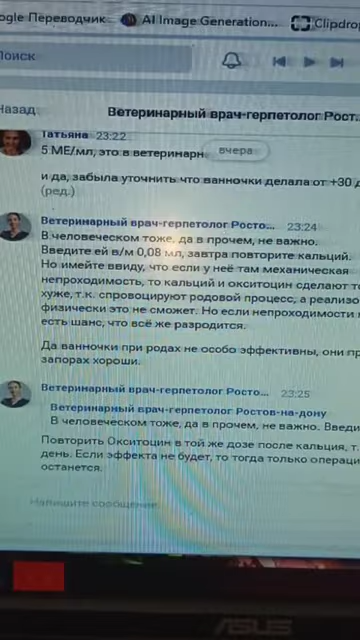 ogle Переводчик
AI Image Generation...
Clipdrop
Поиск
Назад
Ветеринарный врач-герпетолог Рост...
Татьяна 23:22
5 МЕ/мл, это в ветеринарн
вчера
и да, забыла уточнить что ванночки делала от +30 д
(ред.)
Ветеринарный врач-герпетолог Росто... 23:24
В человеческом тоже, да в прочем, не важно.
Введите ей в/м 0,08 мл, завтра повторите кальций.
Но имейте ввиду, что если у неё там механическая
непроходимость, то кальций и окситоцин сделают то
хуже, т.к. спровоцируют родовой процесс, а реализо
физически это не сможет. Но если непроходимости
есть шанс, что всё же разродится.
Да ванночки при родах не особо эффективны, они пр
запорах хороши.
Ветеринарный врач-герпетолог Росто... 23:25
Ветеринарный врач-герпетолог Ростов-на-дону
В человеческом тоже, да в прочем, не важно. Введи
Повторить Окситоцин в той же дозе после кальция, т.
день. Если эффекта не будет, то тогда только операци
останется.
Напишите сообщение
ASUS